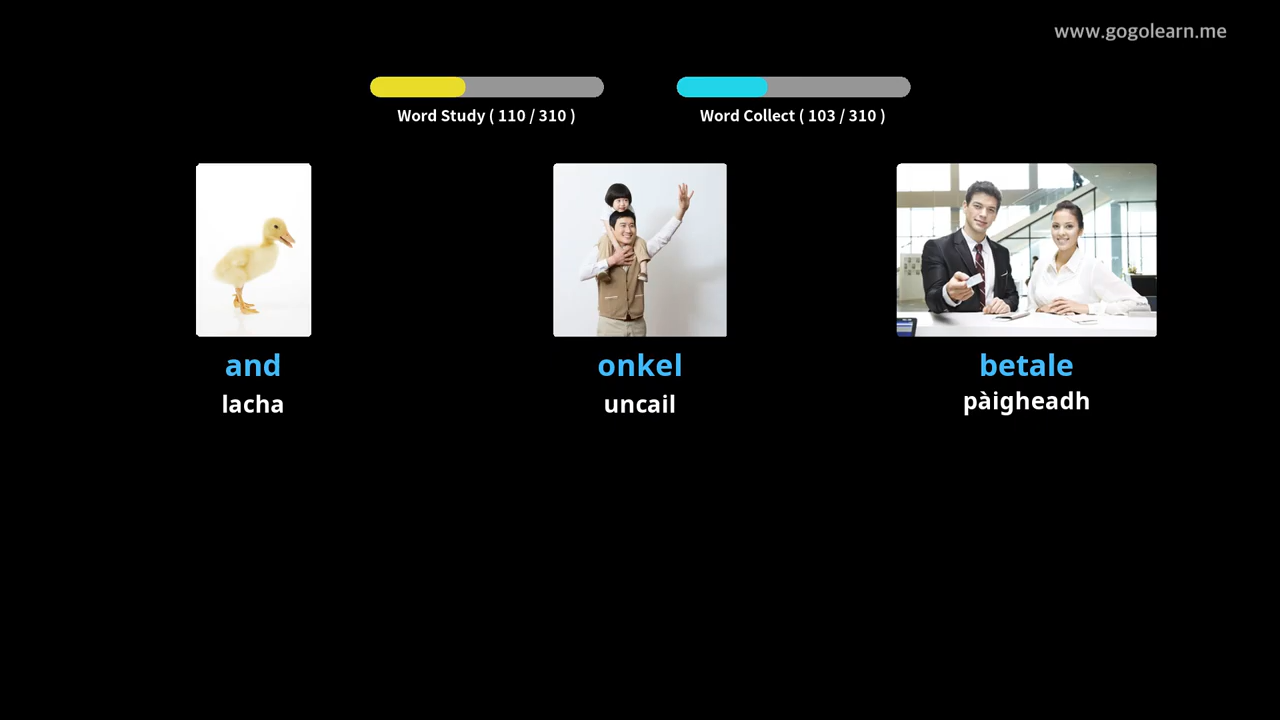 www.gogolearn.me
Word Study ( 110 / 310 )
Word Collect ( 103 / 310 )
and
lacha
onkel
uncail
betale
pàigheadh